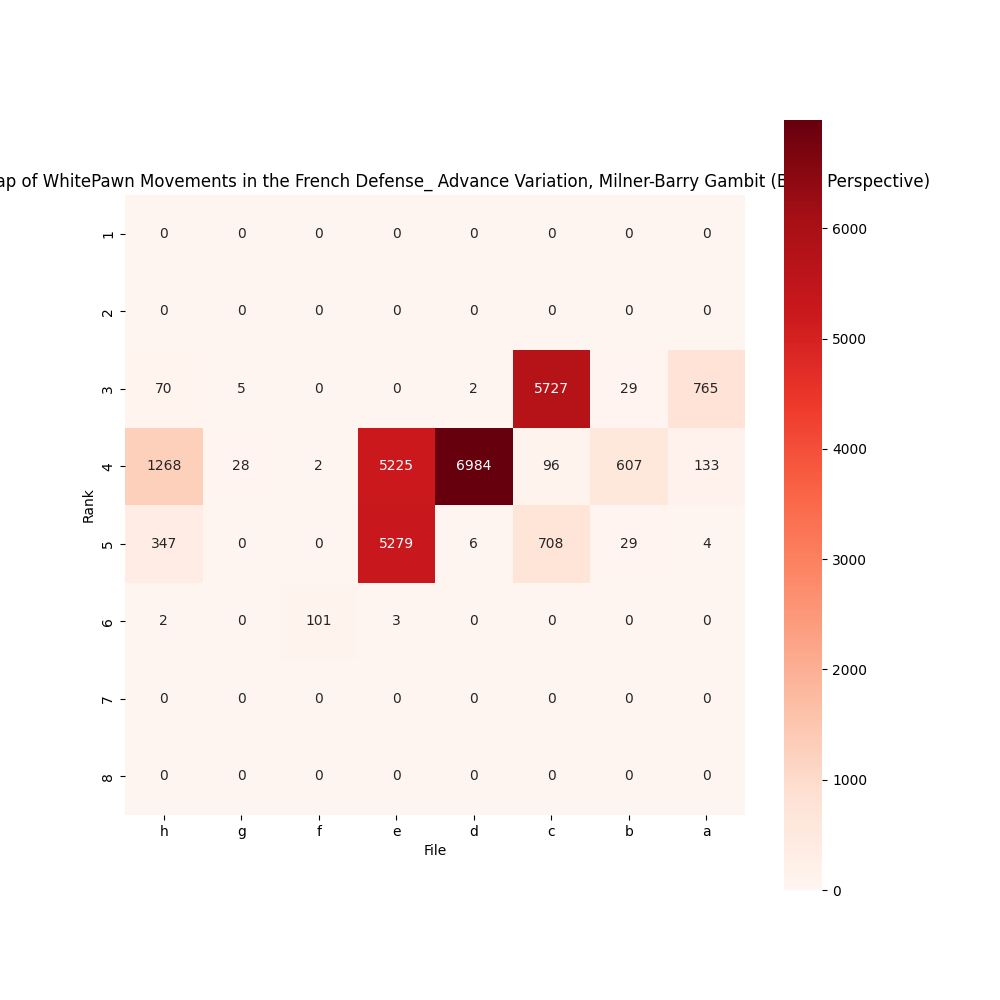 ap of WhitePawn Movements in the French Defense_ Advance Variation, Milner-Barry Gambit ( Perspective)
1 0 0 0 0 0 0 0 0
2 0 0 0 0 0 0 0 0
3 70 5 0 0 2 5727 29 765
4 1268 28 2 5225 6984 96 607 133
5 347 0 0 5279 6 708 29 4
6 2 0 101 3 0 0 0 0
7 0 0 0 0 0 0 0 0
8 0 0 0 0 0 0 0 0
h g f e d c b a
File
Rank
6000
5000
4000
3000
2000
1000
0